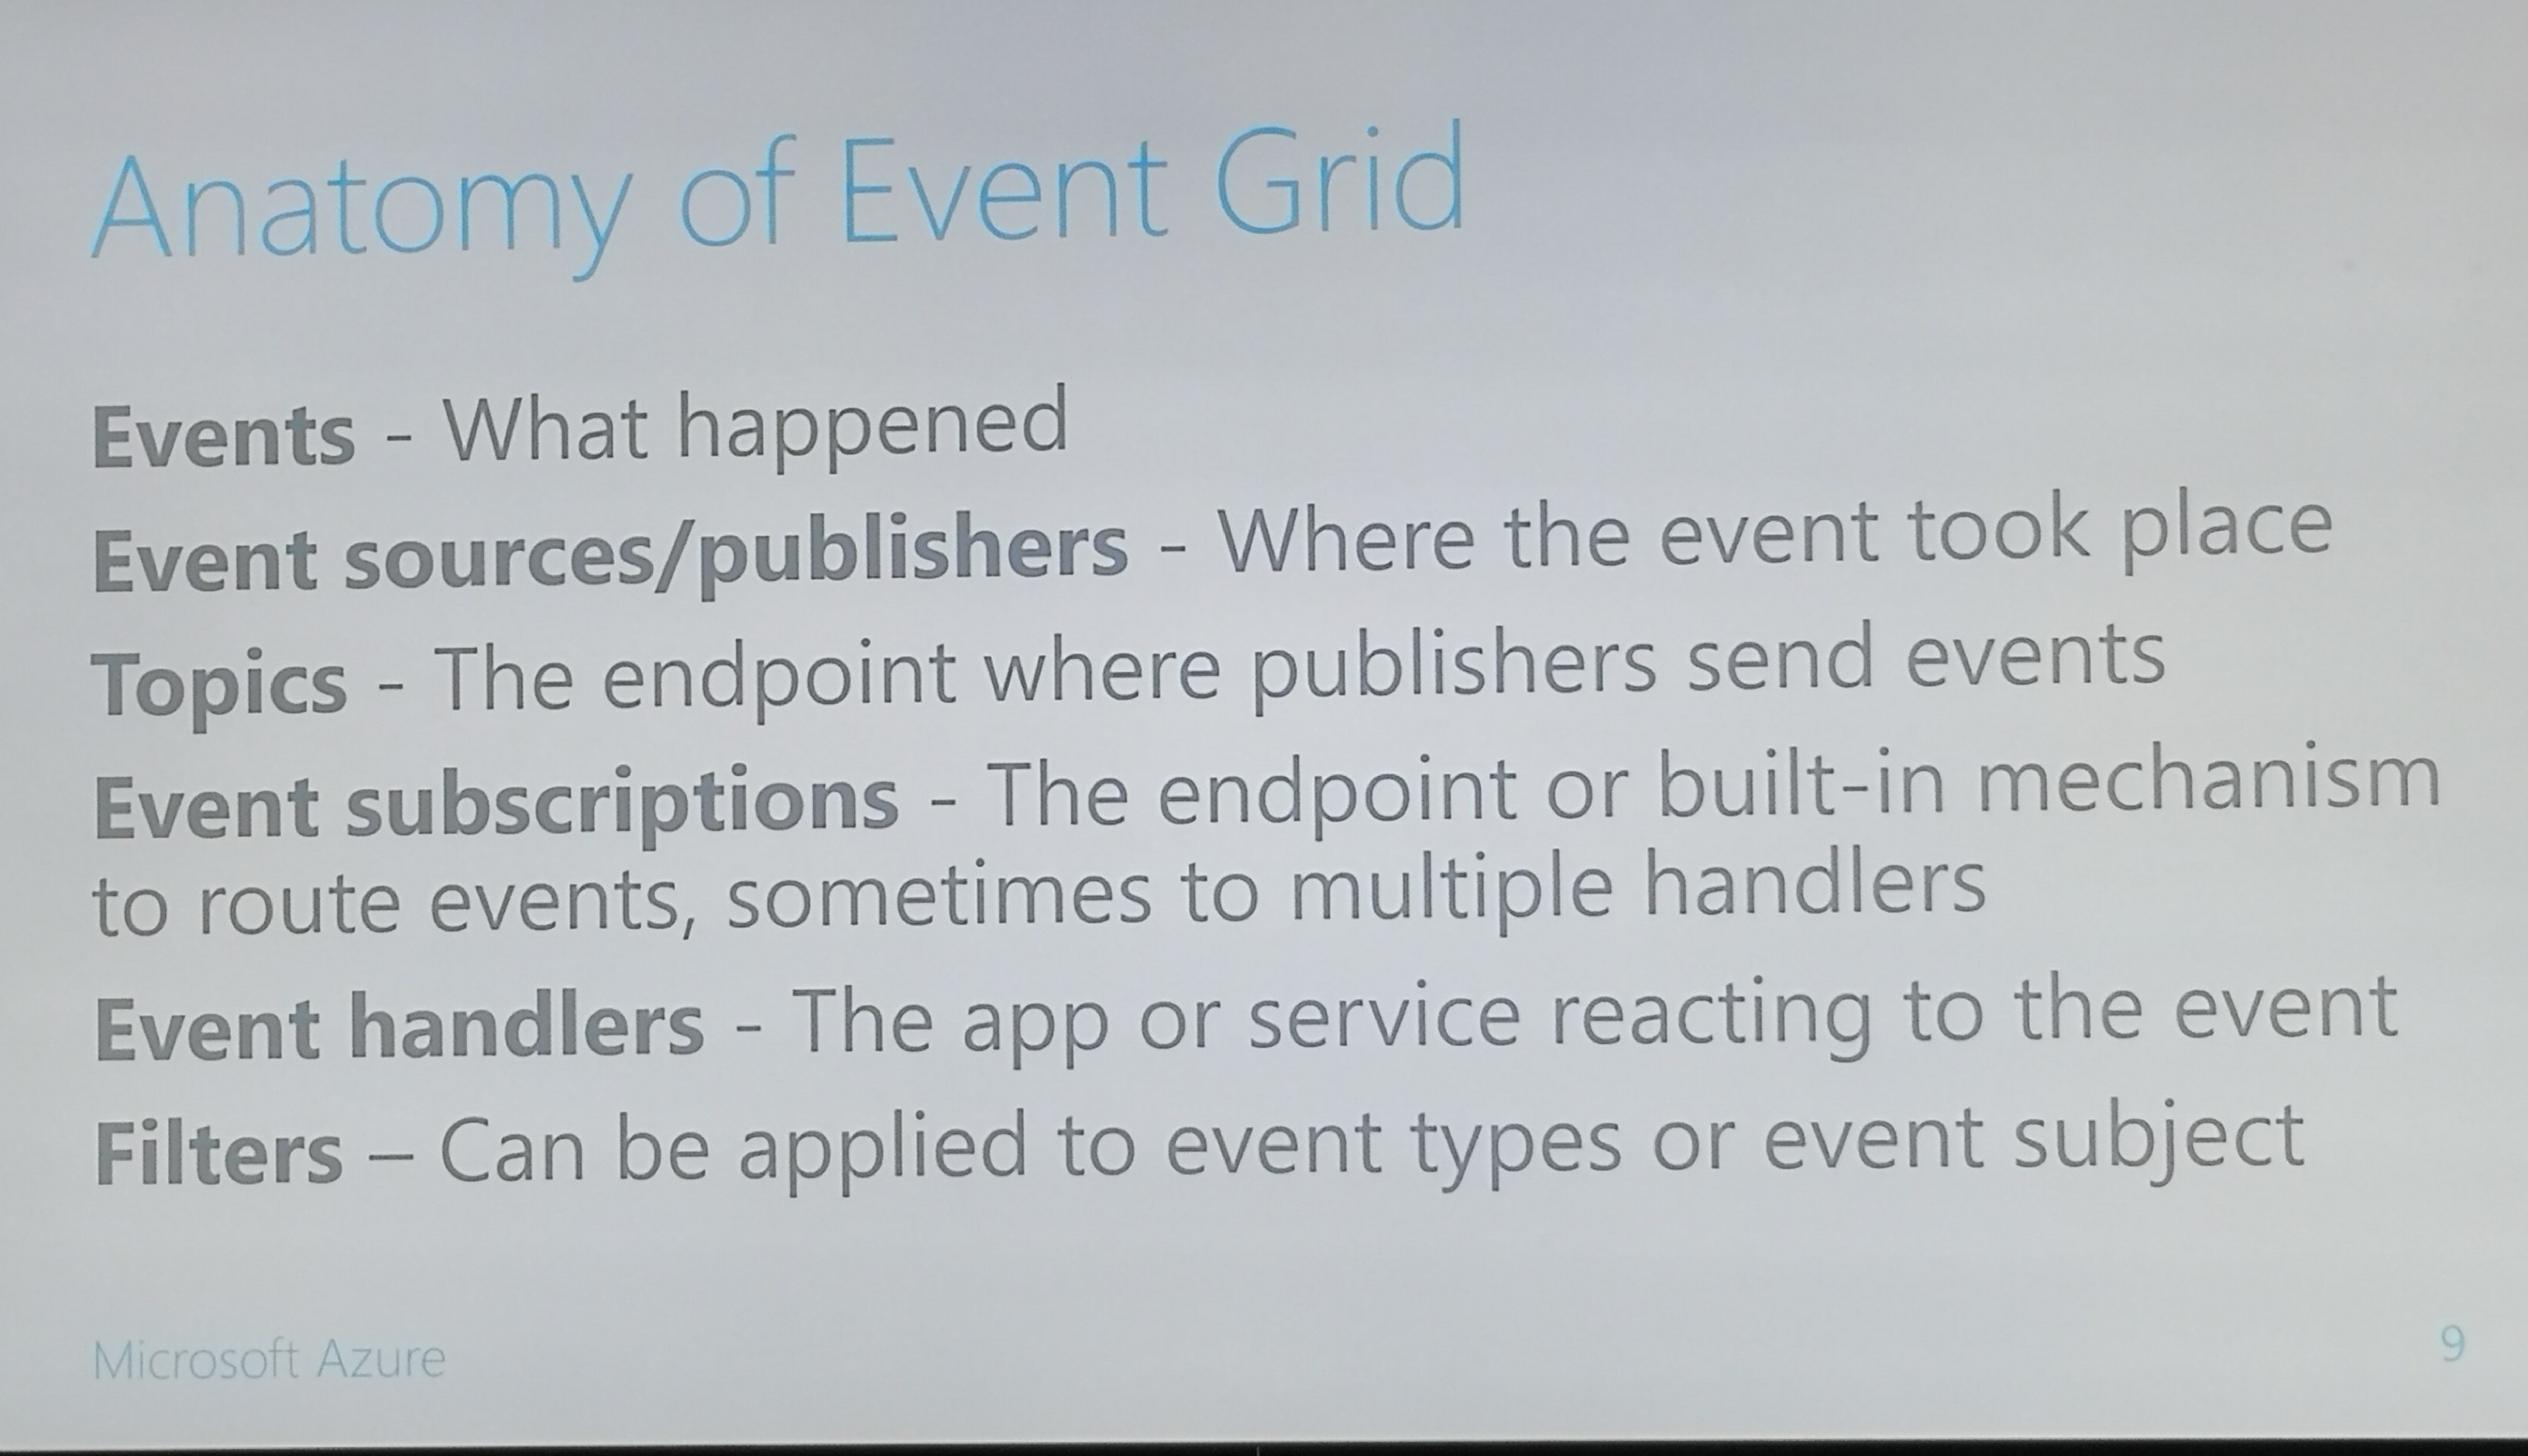 Anatomy of Event Grid
Events - What happened
Event sources/publishers - Where the event took place
Topics - The endpoint where publishers send events
Event subscriptions - The endpoint or built-in mechanism
to route events, sometimes to multiple handlers
Event handlers - The app or service reacting to the event
Filters – Can be applied to event types or event subject
Microsoft Azure
9